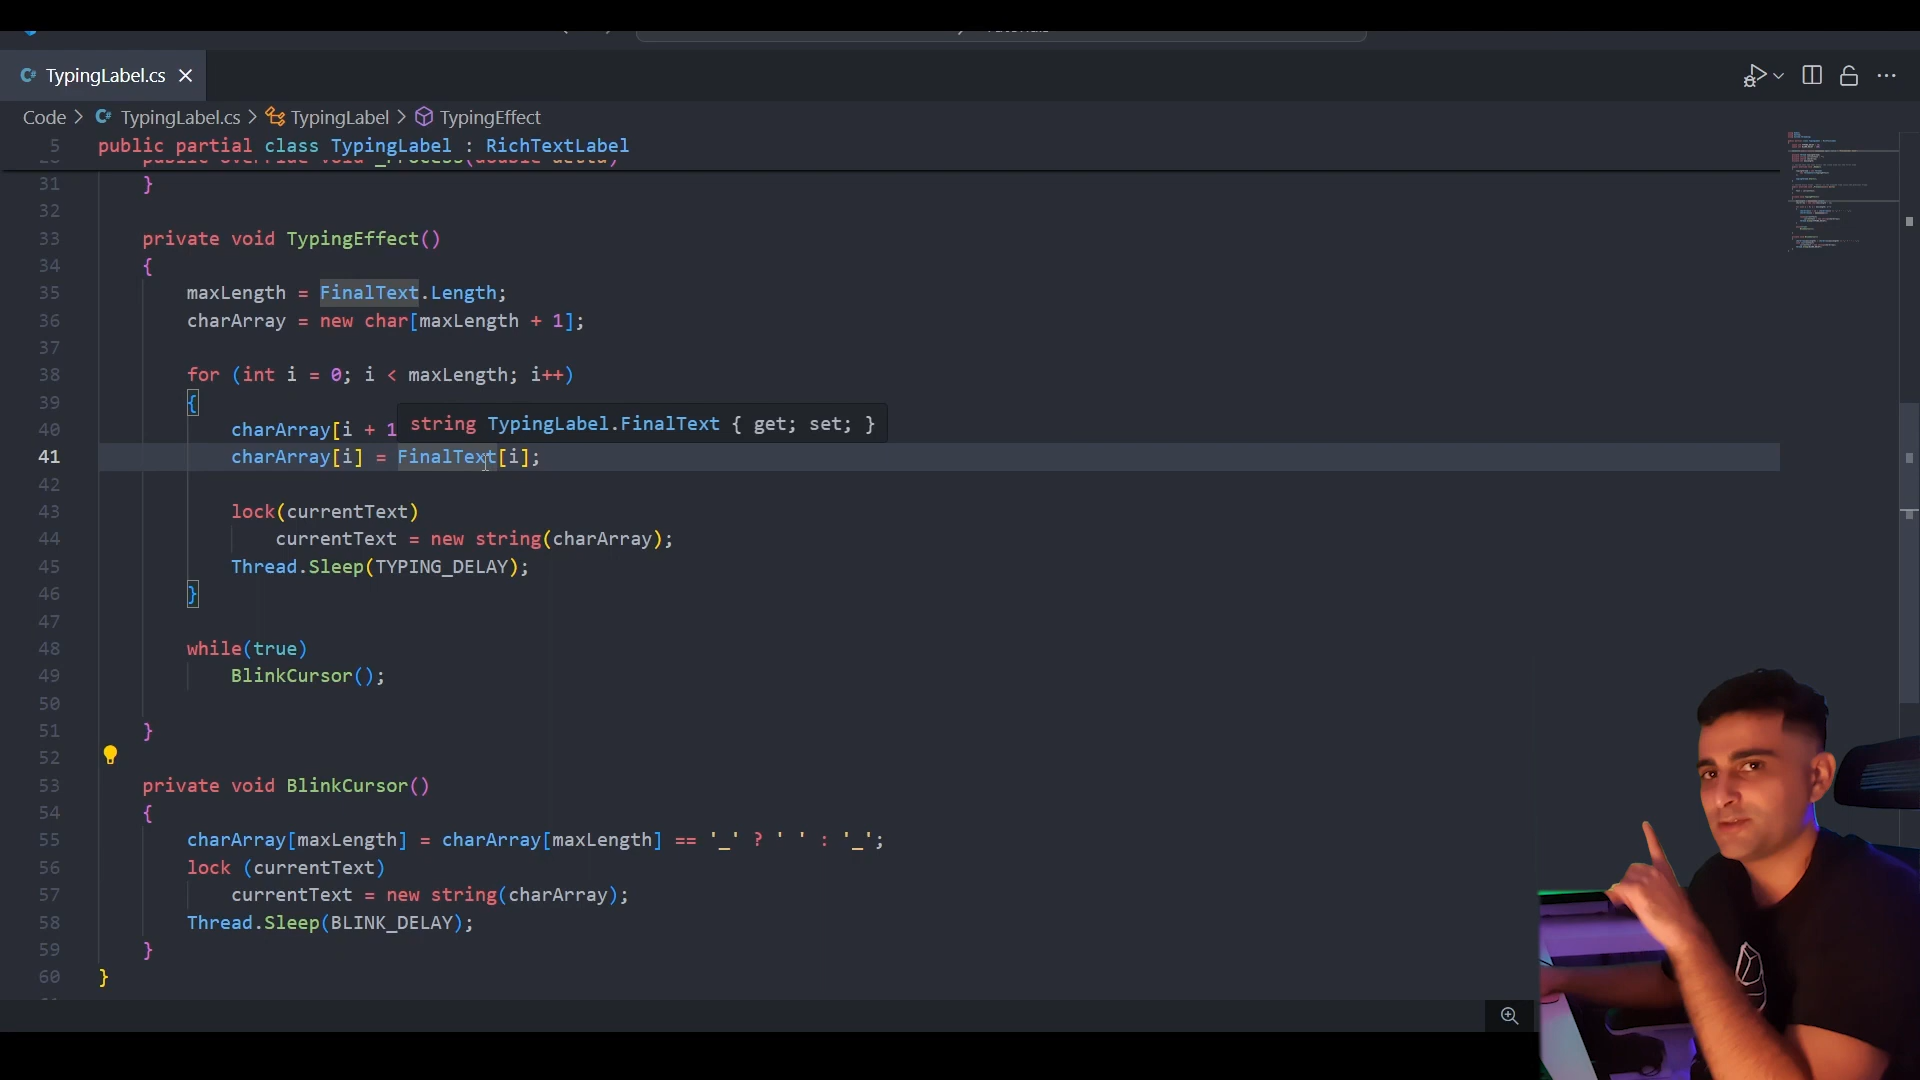 TypingLabel.cs
Code > TypingLabel.cs > TypingLabel > TypingEffect
5 public partial class TypingLabel : RichTextLabel
31 }
32
33 private void TypingEffect()
34 {
35 maxLength = FinalText.Length;
36 charArray = new char[maxLength + 1];
37
38 for (int i = 0; i < maxLength; i++)
39 {
string TypingLabel.FinalText { get; set; }
40 charArray[i + 1
41 charArray[i] = FinalText[i];
42
43 lock(currentText)
44 currentText = new string(charArray);
45 Thread.Sleep(TYPING_DELAY);
46 }
47
48 while(true)
49 BlinkCursor();
50
51 }
52
53 private void BlinkCursor()
54 {
55 charArray[maxLength] = charArray[maxLength] == '_' ? ' ' : '_';
56 lock (currentText)
57 currentText = new string(charArray);
58 Thread.Sleep(BLINK_DELAY);
59 }
60 }